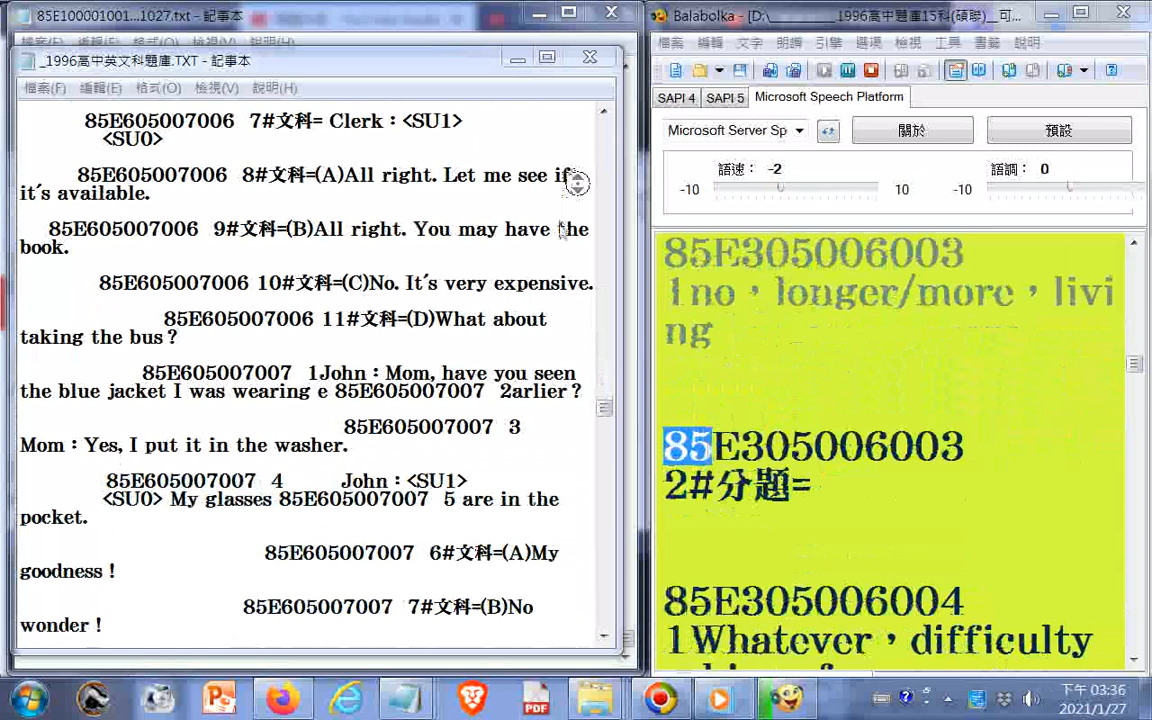 85E100001001...1027.txt - 記事本
_1996高中英文科題庫.TXT - 記事本
檔案(F) 編輯(E) 格式(O) 檢視(V) 說明(H)
85E605007006 7#文科= Clerk：<SU1>
<SU0>
85E605007006 8#文科=(A)All right. Let me see if
it's available.
85E605007006 9#文科=(B)All right. You may have the
book.
85E605007006 10#文科=(C)No. It's very expensive.
85E605007006 11#文科=(D)What about
taking the bus？
85E605007007 1John：Mom, have you seen
the blue jacket I was wearing e 85E605007007 2arlier？
85E605007007 3
Mom：Yes, I put it in the washer.
85E605007007 4 John：<SU1>
<SU0> My glasses 85E605007007 5 are in the
pocket.
85E605007007 6#文科=(A)My
goodness！
85E605007007 7#文科=(B)No
wonder！
Balabolka - [D:\________1996高中題庫15科(碩聯)__可...
檔案 編輯 文字 朗讀 引擎 選項 檢視 工具 書籤 說明
SAPI 4 SAPI 5 Microsoft Speech Platform
Microsoft Server Sp 關於 預設
語速： -2 語調： 0
-10 10 -10
85E305006003
1no，longer/more，livi
ng
85E305006003
2#分題=
85E305006004
1Whatever，difficulty
PDF
下午 03:36
2021/1/27